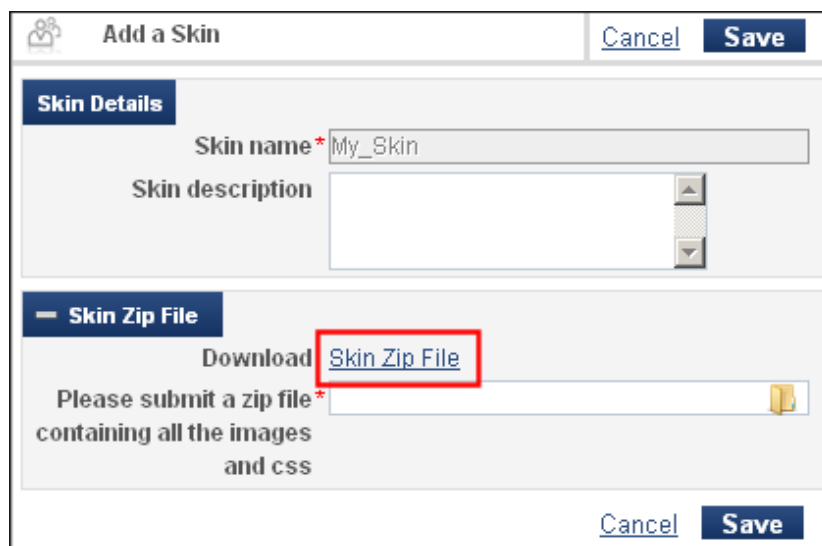 Add a Skin Cancel Save
Skin Details
Skin name* My_Skin
Skin description
Skin Zip File
Download Skin Zip File
Please submit a zip file*
containing all the images
and css
Cancel Save